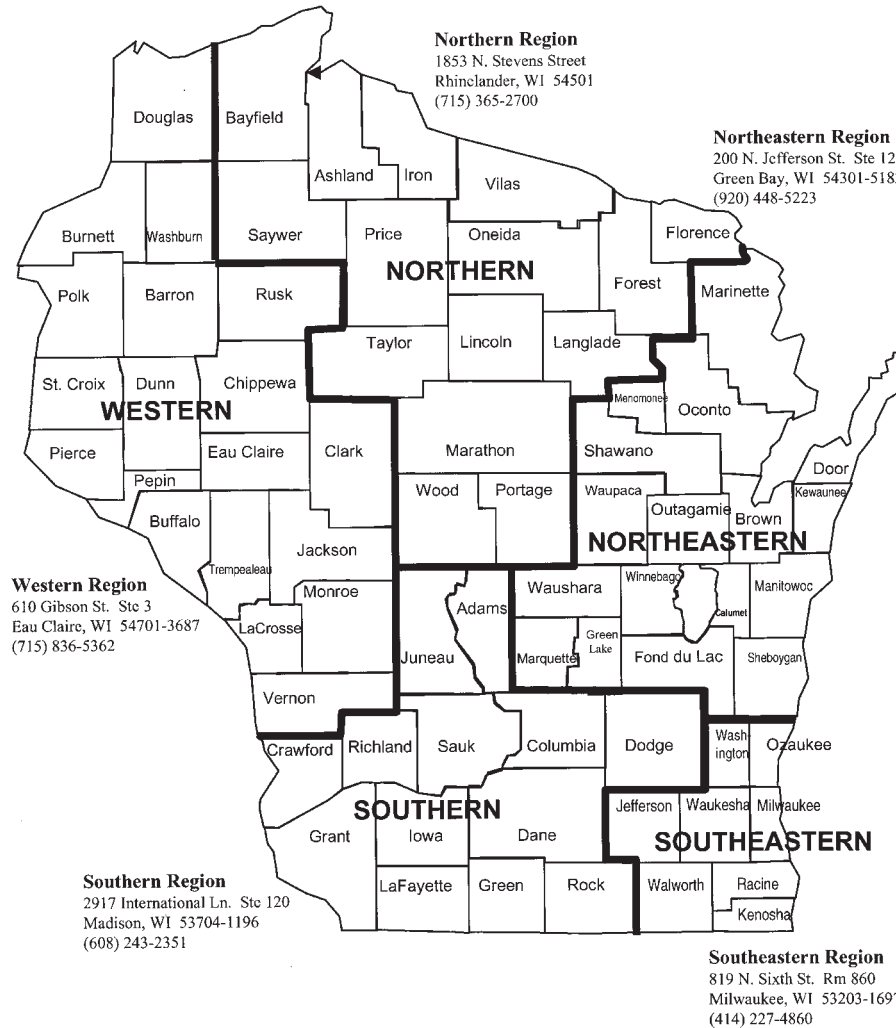 Northern Region
1853 N. Stevens Street
Rhinelander, WI 54501
(715) 365-2700
Northeastern Region
200 N. Jefferson St. Ste 12
Green Bay, WI 54301-518
(920) 448-5223
Douglas
Bayfield
Ashland
Iron
Vilas
Burnett
Washburn
Saywer
Price
Oneida
Florence
NORTHERN
Forest
Marinette
Polk
Barron
Rusk
Taylor
Lincoln
Langlade
St. Croix
Dunn
Chippewa
WESTERN
Menomonee
Oconto
Pierce
Eau Claire
Clark
Marathon
Shawano
Door
Pepin
Wood
Portage
Waupaca
Kewaunee
Buffalo
Outagamie
Brown
NORTHEASTERN
Jackson
Trempealeau
Western Region
610 Gibson St. Ste 3
Eau Claire, WI 54701-3687
(715) 836-5362
Monroe
Adams
Waushara
Winnebago
Calumet
Manitowoc
LaCrosse
Juneau
Marquette
Green
Lake
Fond du Lac
Sheboygan
Vernon
Crawford
Richland
Sauk
Columbia
Dodge
Wash-
ington
Ozaukee
SOUTHERN
Jefferson
Waukesha
Milwaukee
Grant
Iowa
Dane
SOUTHEASTERN
LaFayette
Green
Rock
Walworth
Racine
Kenosha
Southern Region
2917 International Ln. Ste 120
Madison, WI 53704-1196
(608) 243-2351
Southeastern Region
819 N. Sixth St. Rm 860
Milwaukee, WI 53203-169
(414) 227-4860